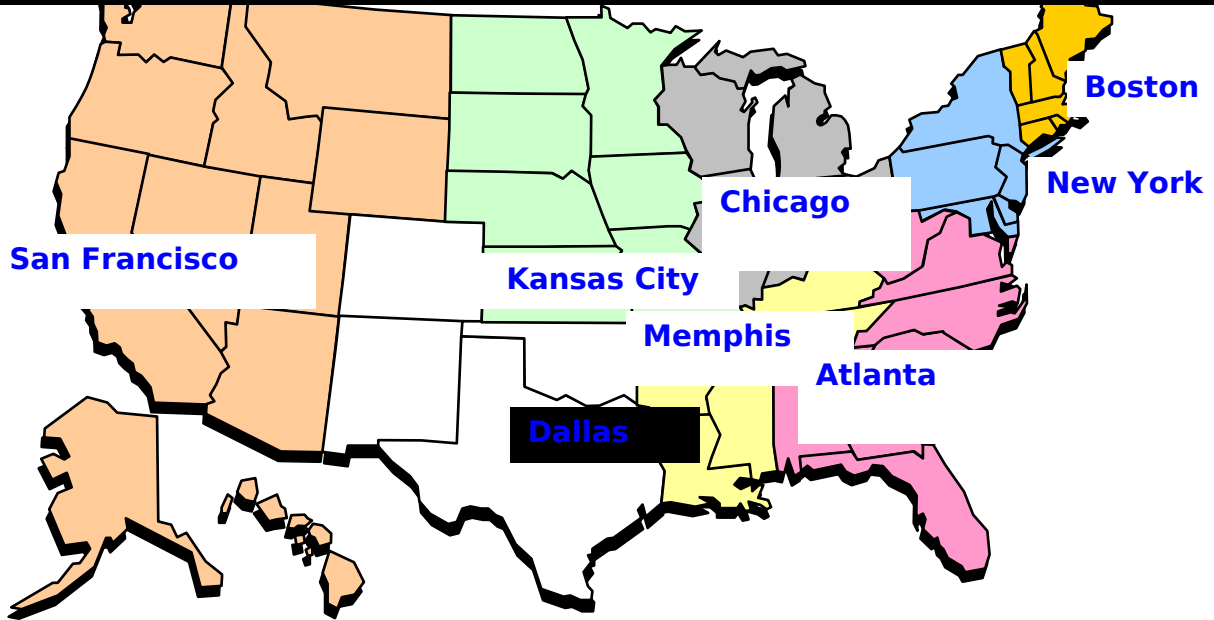 Boston
New York
Chicago
San Francisco
Kansas City
Memphis
Atlanta
Dallas